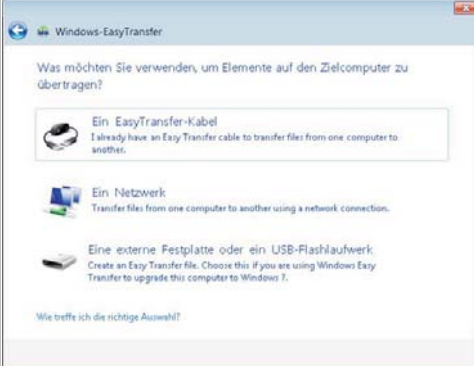 Windows-EasyTransfer
Was möchten Sie verwenden, um Elemente auf den Zielcomputer zu
übertragen?
Ein EasyTransfer-Kabel
I already have an Easy Transfer cable to transfer files from one computer to
another.
Ein Netzwerk
Transfer files from one computer to another using a network connection.
Eine externe Festplatte oder ein USB-Flashlaufwerk
Create an Easy Transfer file. Choose this if you are using Windows Easy
Transfer to upgrade this computer to Windows 7.
Wie treffe ich die richtige Auswahl?